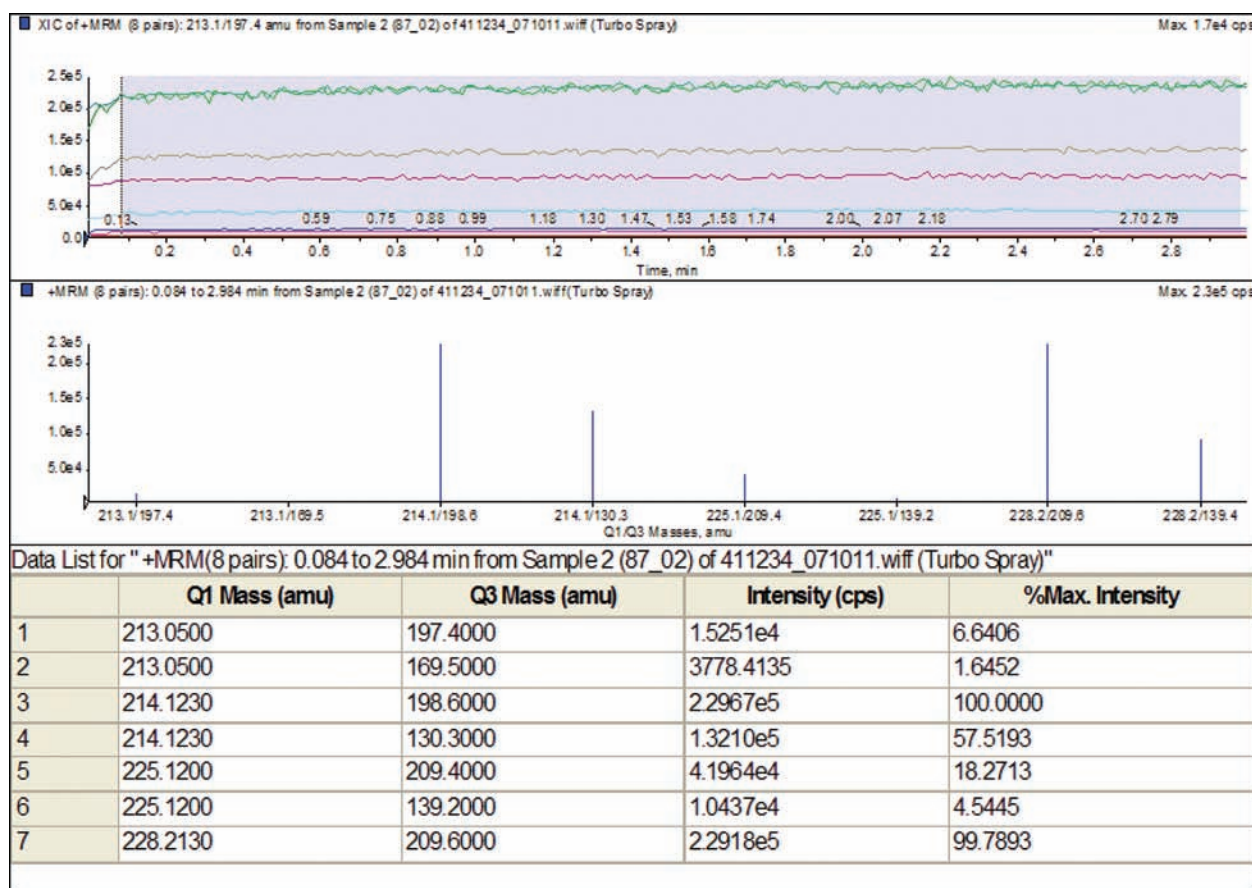 XIC of +MRM (8 pairs): 213.1/197.4 amu from Sample 2 (87_02) of 411234_071011.wiff (Turbo Spray) Max. 1.7e4 cps
2.5e5
2.0e5
1.5e5
1.0e5
5.0e4
0.0
0.13 0.59 0.75 0.88 0.99 1.18 1.30 1.47 1.53 1.58 1.74 2.00 2.07 2.18 2.70 2.79
0.2 0.4 0.6 0.8 1.0 1.2 1.4 1.6 1.8 2.0 2.2 2.4 2.6 2.8
Time, min
+MRM (8 pairs): 0.084 to 2.984 min from Sample 2 (87_02) of 411234_071011.wiff(Turbo Spray) Max. 2.3e5 cps
2.3e5
2.0e5
1.5e5
1.0e5
5.0e4
213.1/197.4 213.1/169.5 214.1/198.6 214.1/130.3 225.1/209.4 225.1/139.2 228.2/209.6 228.2/139.4
Q1/Q3 Masses, amu
Data List for " +MRM(8 pairs): 0.084 to 2.984 min from Sample 2 (87_02) of 411234_071011.wiff (Turbo Spray)"
Q1 Mass (amu) Q3 Mass (amu) Intensity (cps) %Max. Intensity
1 213.0500 197.4000 1.5251e4 6.6406
2 213.0500 169.5000 3778.4135 1.6452
3 214.1230 198.6000 2.2967e5 100.0000
4 214.1230 130.3000 1.3210e5 57.5193
5 225.1200 209.4000 4.1964e4 18.2713
6 225.1200 139.2000 1.0437e4 4.5445
7 228.2130 209.6000 2.2918e5 99.7893